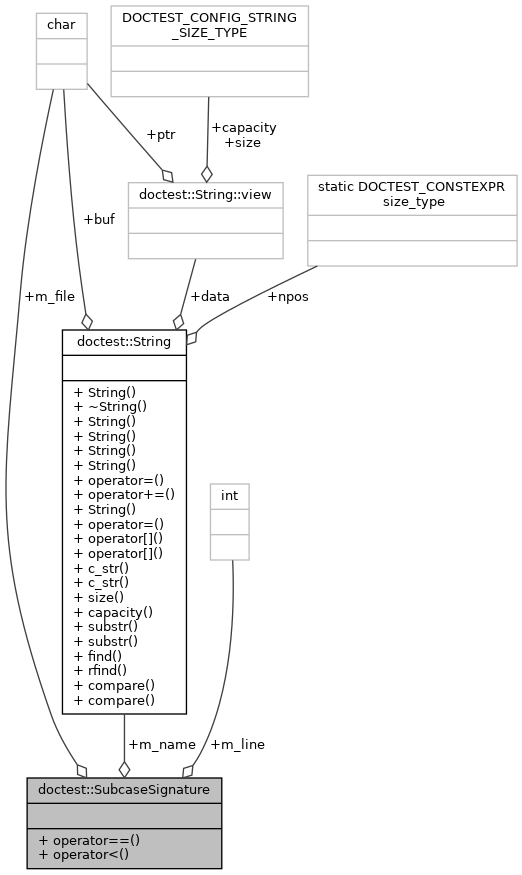 char
DOCTEST_CONFIG_STRING
_SIZE_TYPE
+ptr
+capacity
+size
doctest::String::view
static DOCTEST_CONSTEXPR
size_type
+buf
+m_file
+data
+npos
doctest::String
+ String()
+ ~String()
+ String()
+ String()
+ String()
+ String()
+ operator=()
+ operator+=()
+ String()
+ operator=()
+ operator[]()
+ operator[]()
+ c_str()
+ c_str()
+ size()
+ capacity()
+ substr()
+ substr()
+ find()
+ rfind()
+ compare()
+ compare()
int
+m_name
+m_line
doctest::SubcaseSignature
+ operator==()
+ operator<()